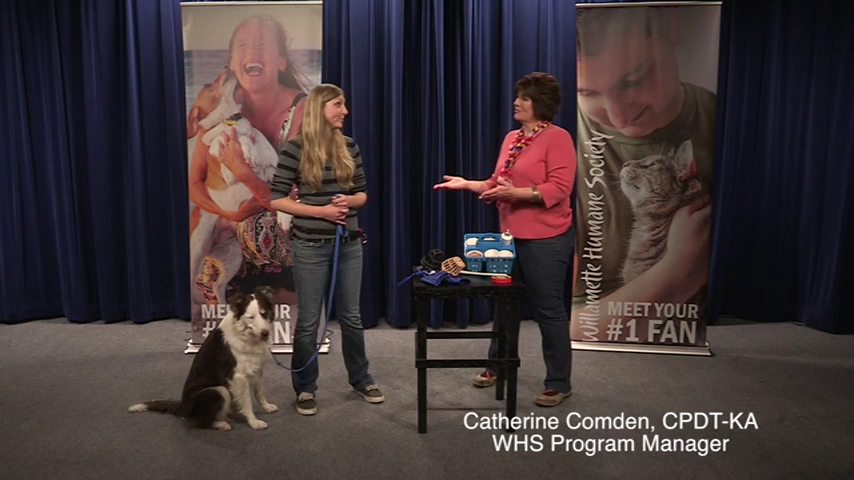 MEET YOUR
#1 FAN
Willamette Humane Society
MEET YOUR
#1 FAN
Catherine Comden, CPDT-KA
WHS Program Manager